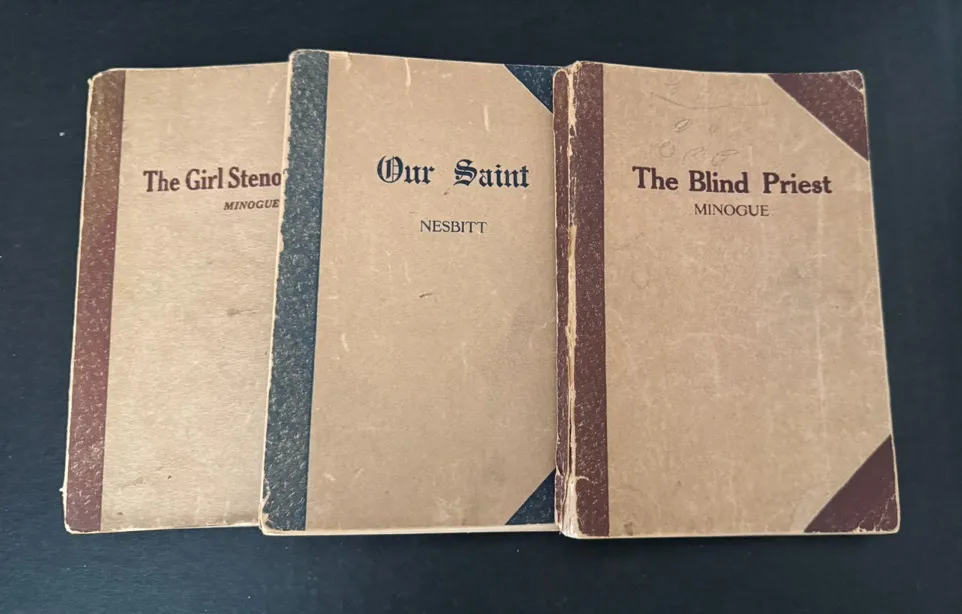 The Girl Steno
MINOGUE
Our Saint
NESBITT
The Blind Priest
MINOGUE